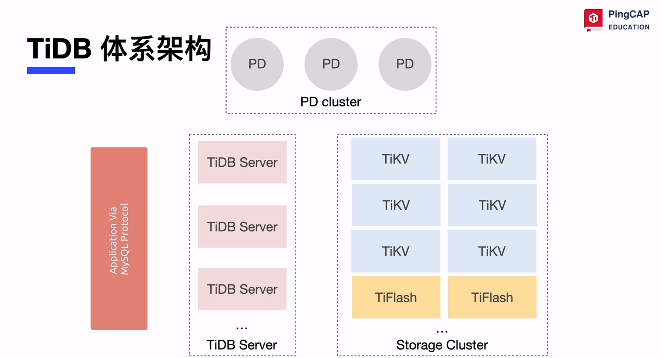 PingCAP
EDUCATION
TiDB 体系架构
PD PD PD
PD cluster
Application Via
MySQL Protocol
TiDB Server
TiDB Server
TiDB Server
...
TiDB Server
TiKV TiKV
TiKV TiKV
TiKV TiKV
TiFlash TiFlash
...
Storage Cluster